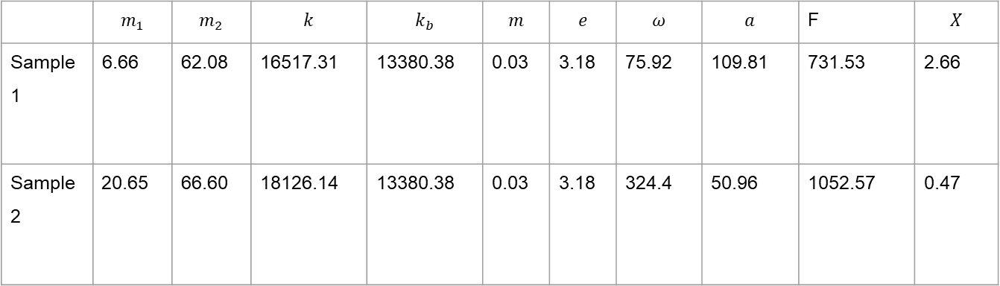 m₁ m₂ k k_b m e ω a F X
Sample 6.66 62.08 16517.31 13380.38 0.03 3.18 75.92 109.81 731.53 2.66
1
Sample 20.65 66.60 18126.14 13380.38 0.03 3.18 324.4 50.96 1052.57 0.47
2